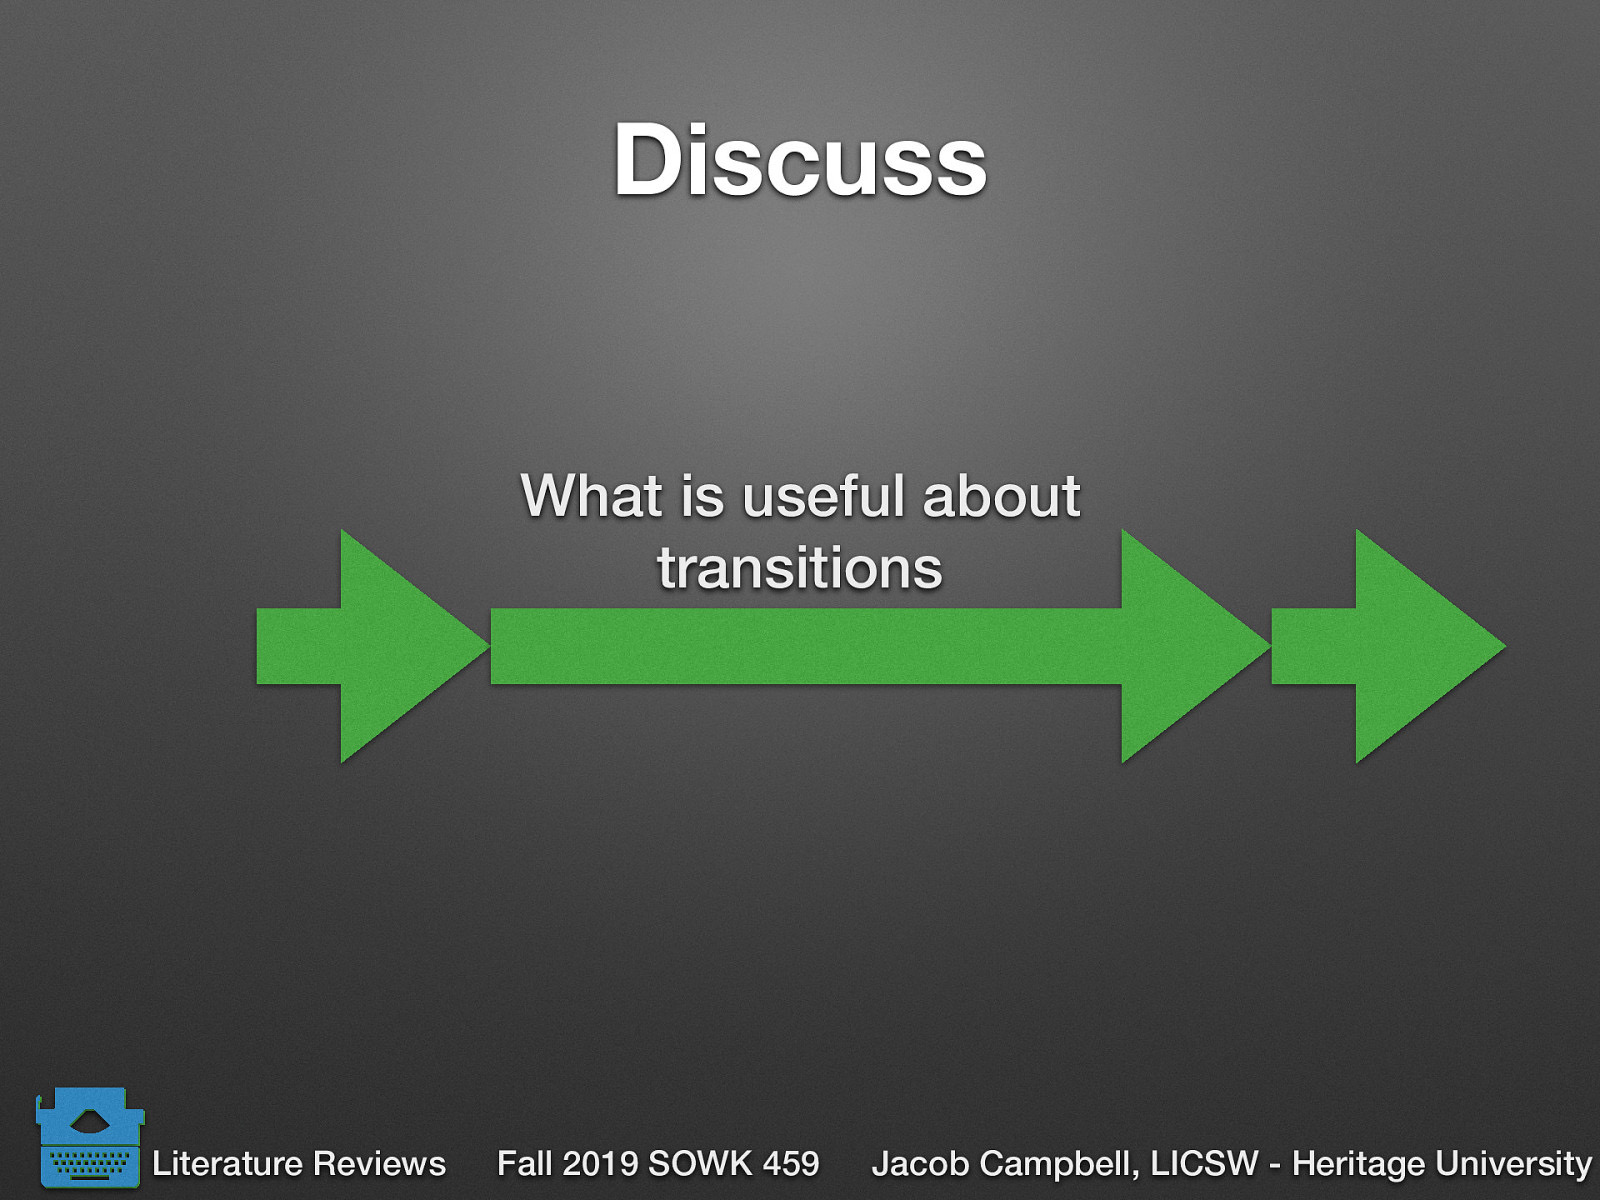 Discuss
What is useful about
transitions
Literature Reviews Fall 2019 SOWK 459 Jacob Campbell, LICSW - Heritage University